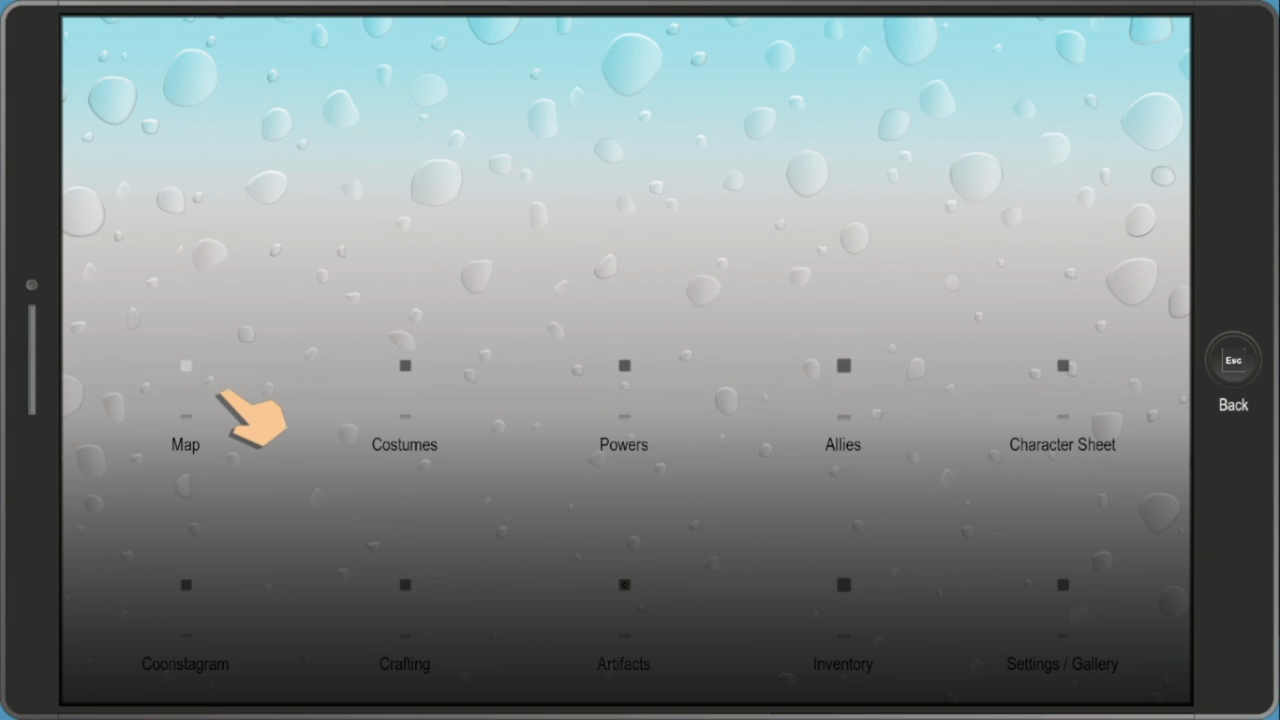 Esc
Back
Map
Costumes
Powers
Allies
Character Sheet
Coonstagram
Crafting
Artifacts
Inventory
Settings / Gallery